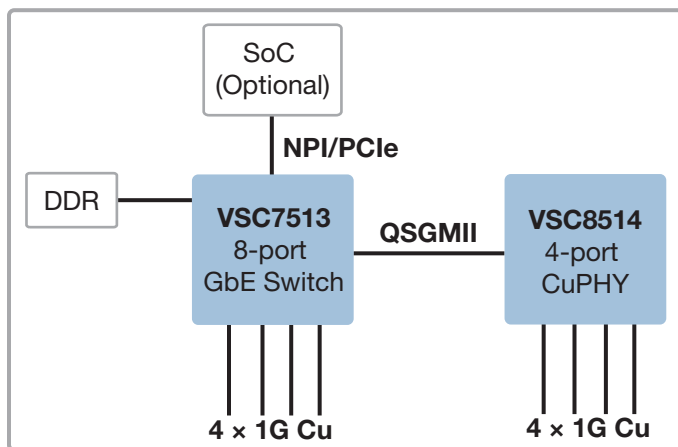 SoC
(Optional)
NPI/PCIe
DDR
VSC7513
8-port
GbE Switch
QSGMII
VSC8514
4-port
CuPHY
4 × 1G Cu
4 × 1G Cu